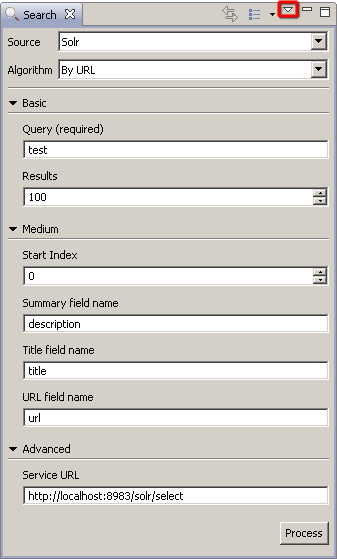 Search
Source Solr
Algorithm By URL
Basic
Query (required)
test
Results
100
Medium
Start Index
0
Summary field name
description
Title field name
title
URL field name
url
Advanced
Service URL
http://localhost:8983/solr/select
Process